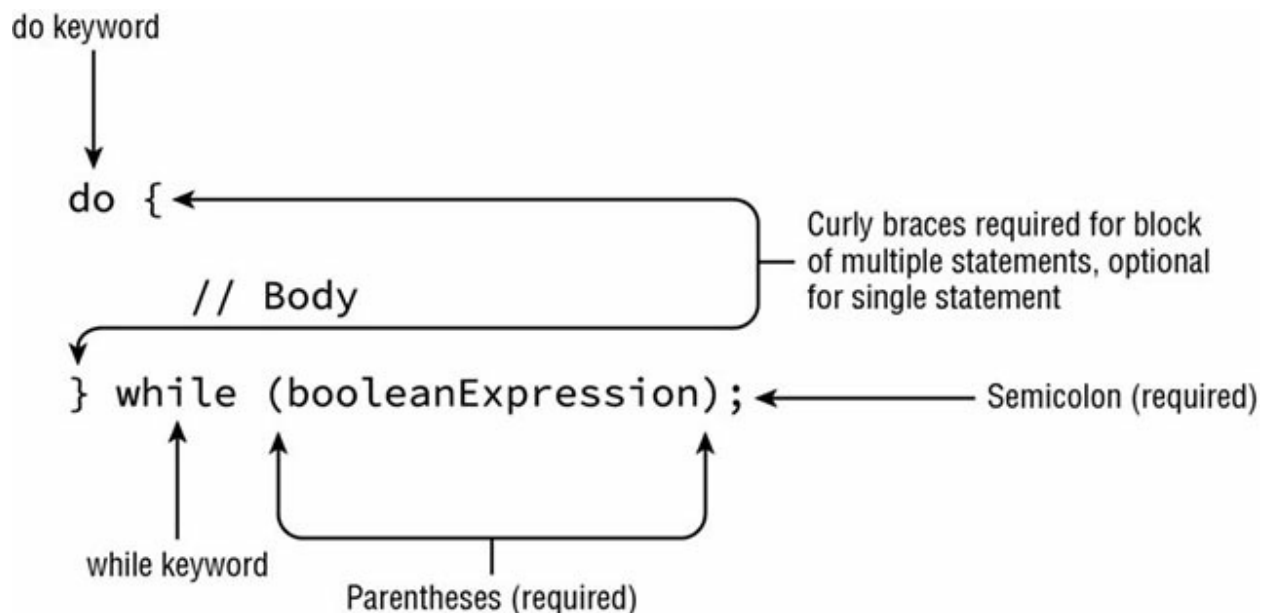 do keyword
do {
Curly braces required for block
of multiple statements, optional
for single statement
// Body
} while (booleanExpression);
Semicolon (required)
while keyword
Parentheses (required)